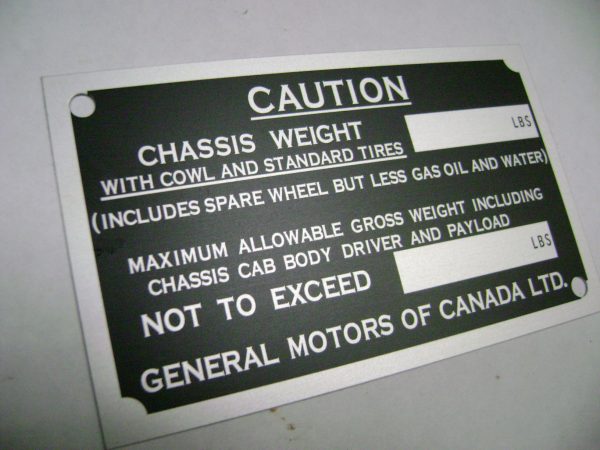 CAUTION
CHASSIS WEIGHT LBS
WITH COWL AND STANDARD TIRES
(INCLUDES SPARE WHEEL BUT LESS GAS OIL AND WATER)
MAXIMUM ALLOWABLE GROSS WEIGHT INCLUDING
CHASSIS CAB BODY DRIVER AND PAYLOAD
NOT TO EXCEED LBS
GENERAL MOTORS OF CANADA LTD.